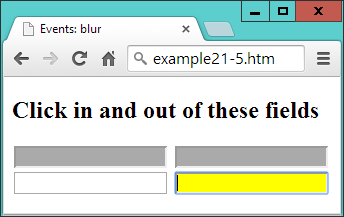 Events: blur
example21-5.htm
Click in and out of these fields